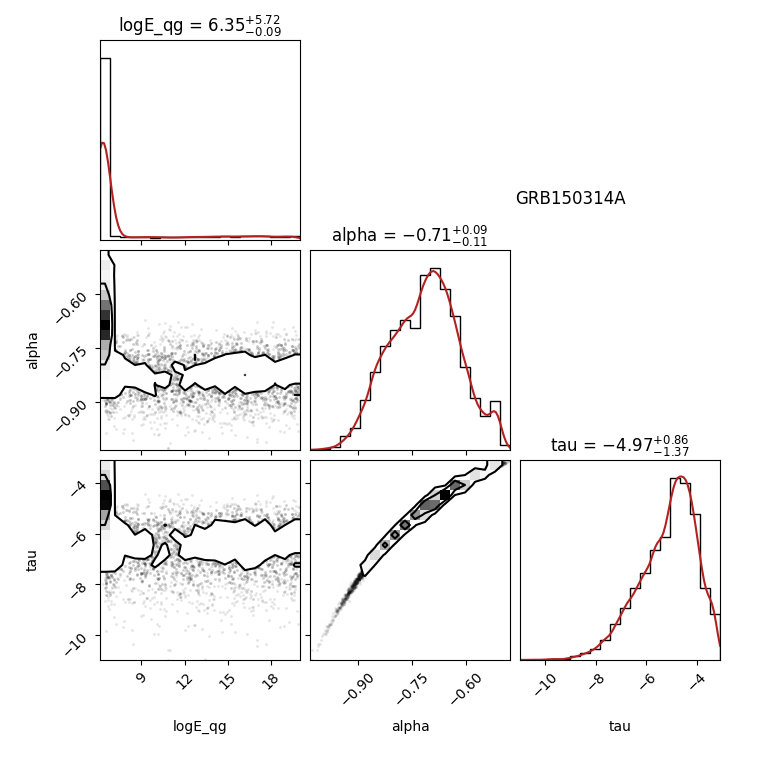 logE_qg = 6.35+5.72−0.09
GRB150314A
alpha = −0.71+0.09−0.11
−0.60
−0.75
−0.90
alpha
tau = −4.97+0.86−1.37
−4
−6
−8
−10
tau
9 12 15 18
−0.90 −0.75 −0.60
−10 −8 −6 −4
logE_qg alpha tau